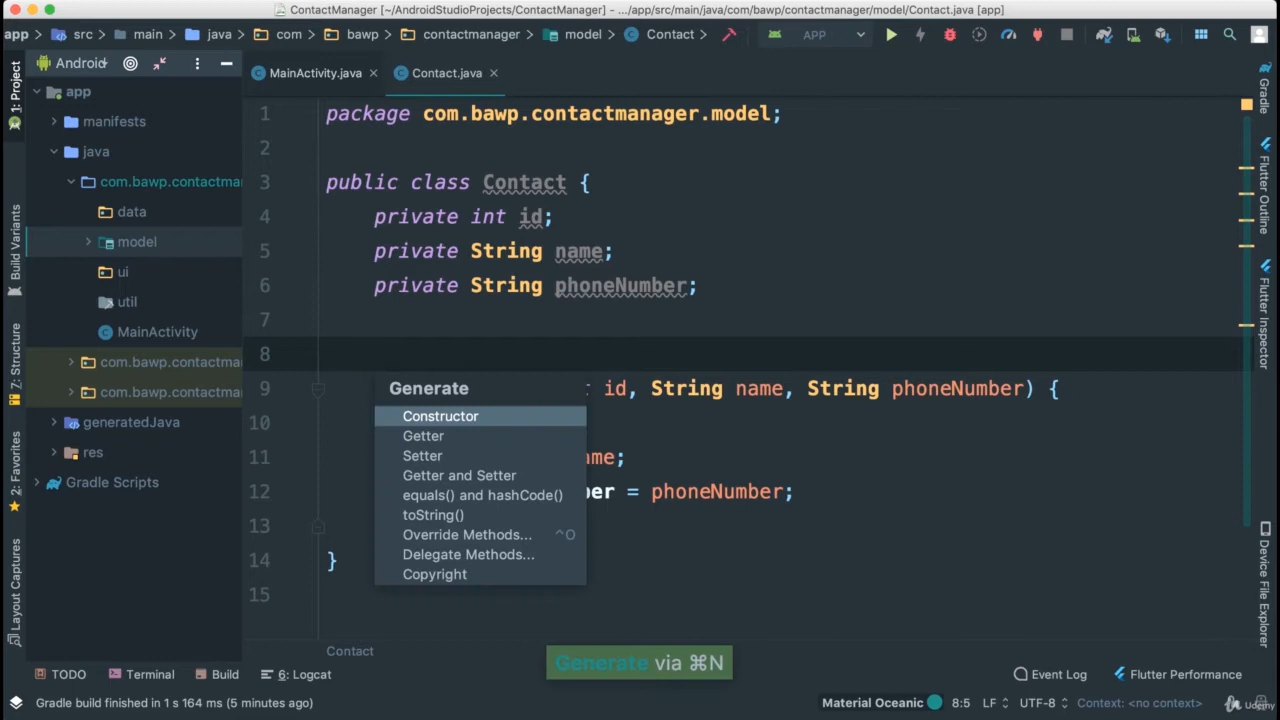 ContactManager [~/AndroidStudioProjects/ContactManager] - .../app/src/main/java/com/bawp/contactmanager/model/Contact.java [app]
app src main java com bawp contactmanager model Contact APP
1: Project
Android
MainActivity.java
Contact.java
app
manifests
java
com.bawp.contactma
data
model
ui
util
MainActivity
com.bawp.contactma
com.bawp.contactma
generatedJava
res
Gradle Scripts
Build Variants
7: Structure
2: Favorites
Layout Captures
1 package com.bawp.contactmanager.model;
2
3 public class Contact {
4 private int id;
5 private String name;
6 private String phoneNumber;
7
8
9 id, String name, String phoneNumber) {
10
11 me;
12 ber = phoneNumber;
13
14 }
15
Generate
Constructor
Getter
Setter
Getter and Setter
equals() and hashCode()
toString()
Override Methods... ^O
Delegate Methods...
Copyright
Contact
Generate via ⌘N
Gradle
Flutter Outline
Flutter Inspector
Device File Explorer
TODO Terminal Build 6: Logcat Event Log Flutter Performance
Gradle build finished in 1 s 164 ms (5 minutes ago) Material Oceanic 8:5 LF UTF-8 Context: <no context>
Udemy